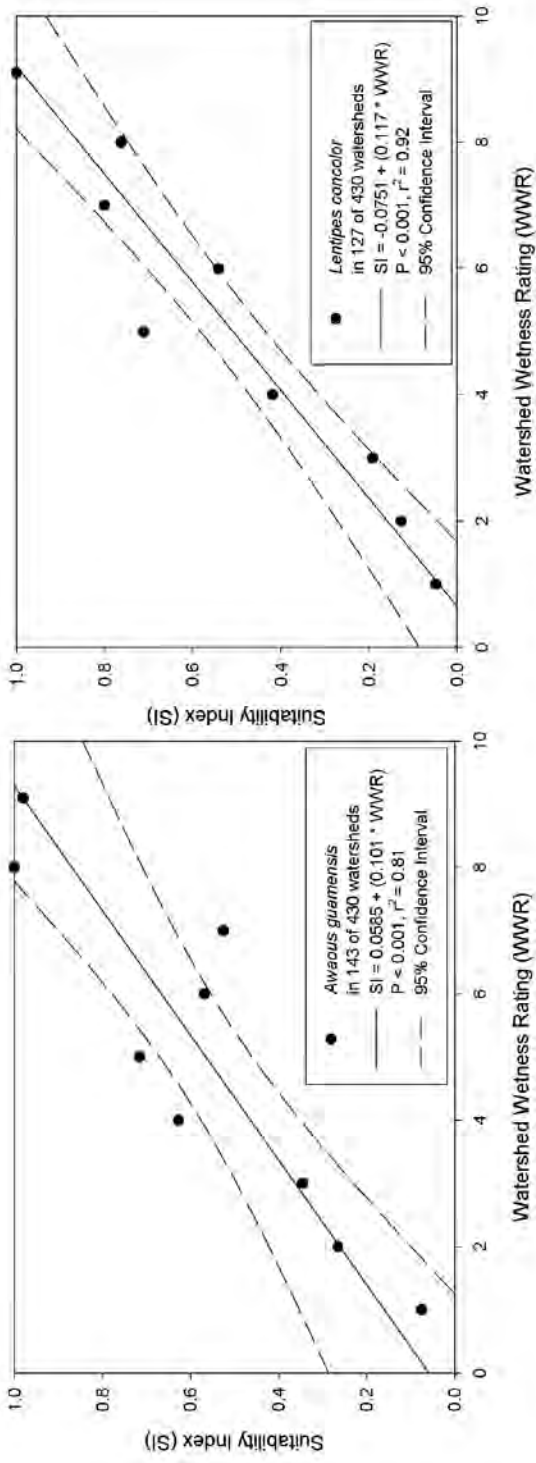 Suitability Index (SI)
1.0
0.8
0.6
0.4
0.2
0.0
Awaous guamensis
in 143 of 430 watersheds
SI = 0.0585 + (0.101 * WWR)
P < 0.001, r² = 0.81
95% Confidence Interval
0 2 4 6 8 10
Watershed Wetness Rating (WWR)
Suitability Index (SI)
1.0
0.8
0.6
0.4
0.2
0.0
Lentipes concolor
in 127 of 430 watersheds
SI = -0.0751 + (0.117 * WWR)
P < 0.001, r² = 0.92
95% Confidence Interval
0 2 4 6 8 10
Watershed Wetness Rating (WWR)